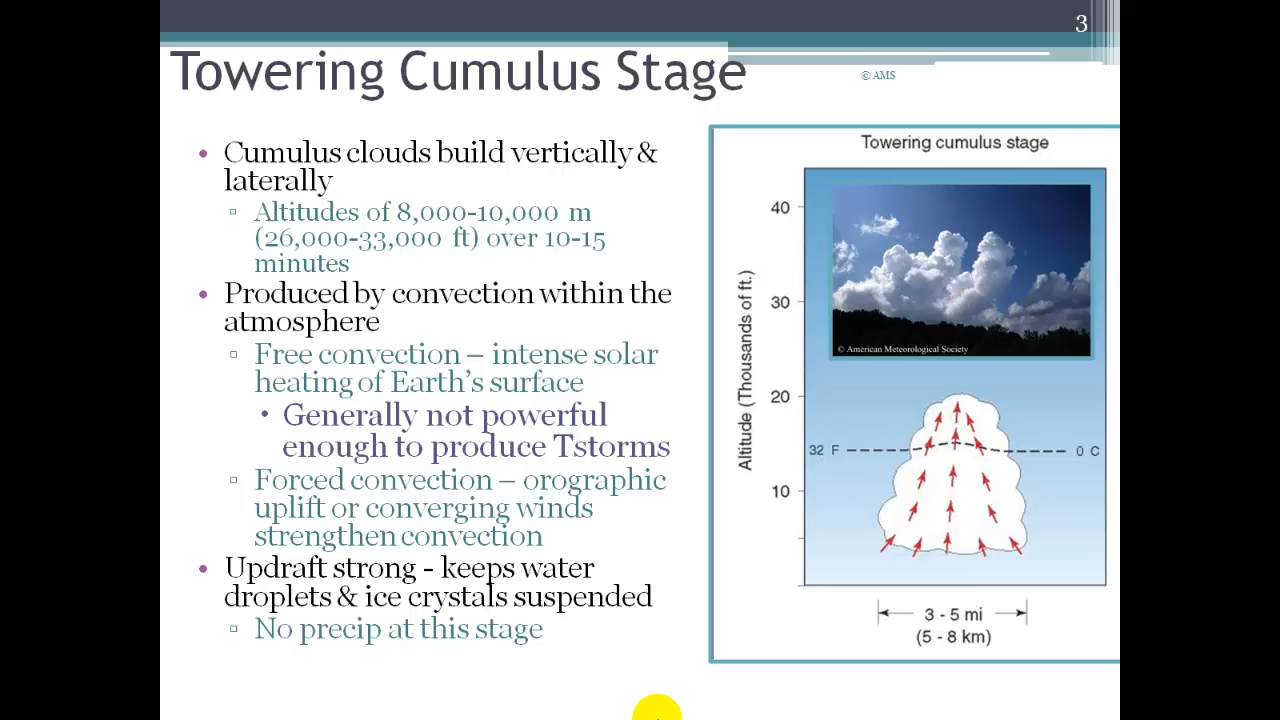 3
Towering Cumulus Stage
© AMS
• Cumulus clouds build vertically &
laterally
▫ Altitudes of 8,000-10,000 m
(26,000-33,000 ft) over 10-15
minutes
• Produced by convection within the
atmosphere
▫ Free convection – intense solar
heating of Earth's surface
• Generally not powerful
enough to produce Tstorms
▫ Forced convection – orographic
uplift or converging winds
strengthen convection
• Updraft strong - keeps water
droplets & ice crystals suspended
▫ No precip at this stage
Towering cumulus stage
Altitude (Thousands of ft.)
40
30
20
10
© American Meteorological Society
32 F
0 C
3 - 5 mi
(5 - 8 km)